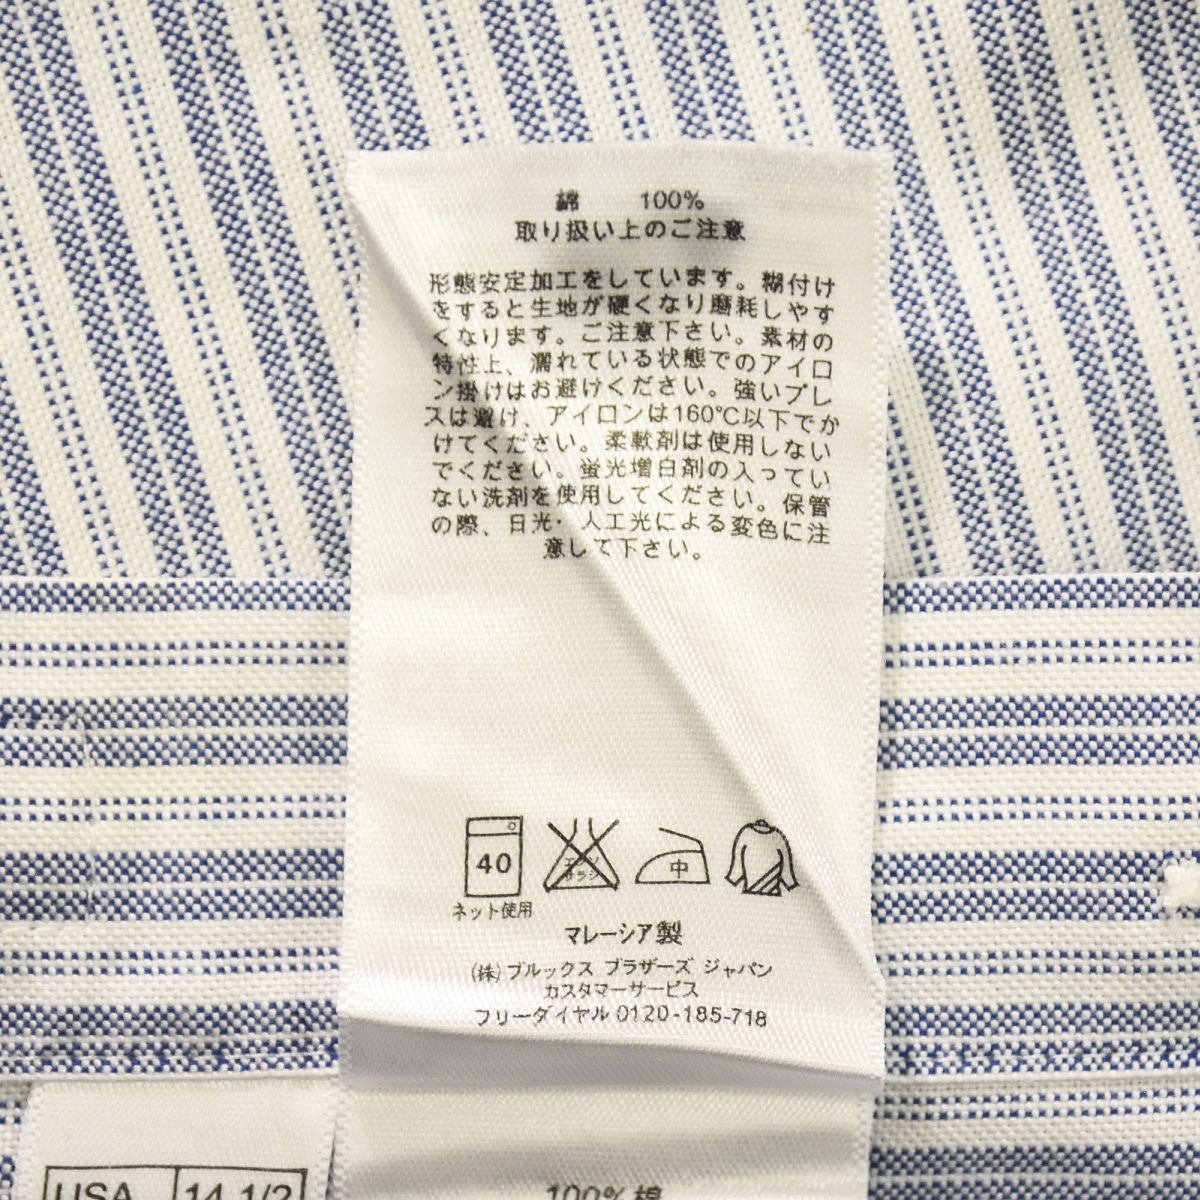 綿 100%
取り扱い上のご注意
形態安定加工をしています。糊付け
をすると生地が硬くなり磨耗しやす
くなります。ご注意下さい。素材の
特性上、濡れている状態でのアイロ
ン掛けはお避けください。強いプレ
スは避け、アイロンは160℃以下でか
けてください。柔軟剤は使用しない
でください。蛍光増白剤の入ってい
ない洗剤を使用してください。保管
の際、日光・人工光による変色に注
意して下さい。
40 中
ネット使用
マレーシア製
(株)ブルックス ブラザーズ ジャパン
カスタマーサービス
フリーダイヤル 0120-185-718
USA 14 1/2
100% 棉